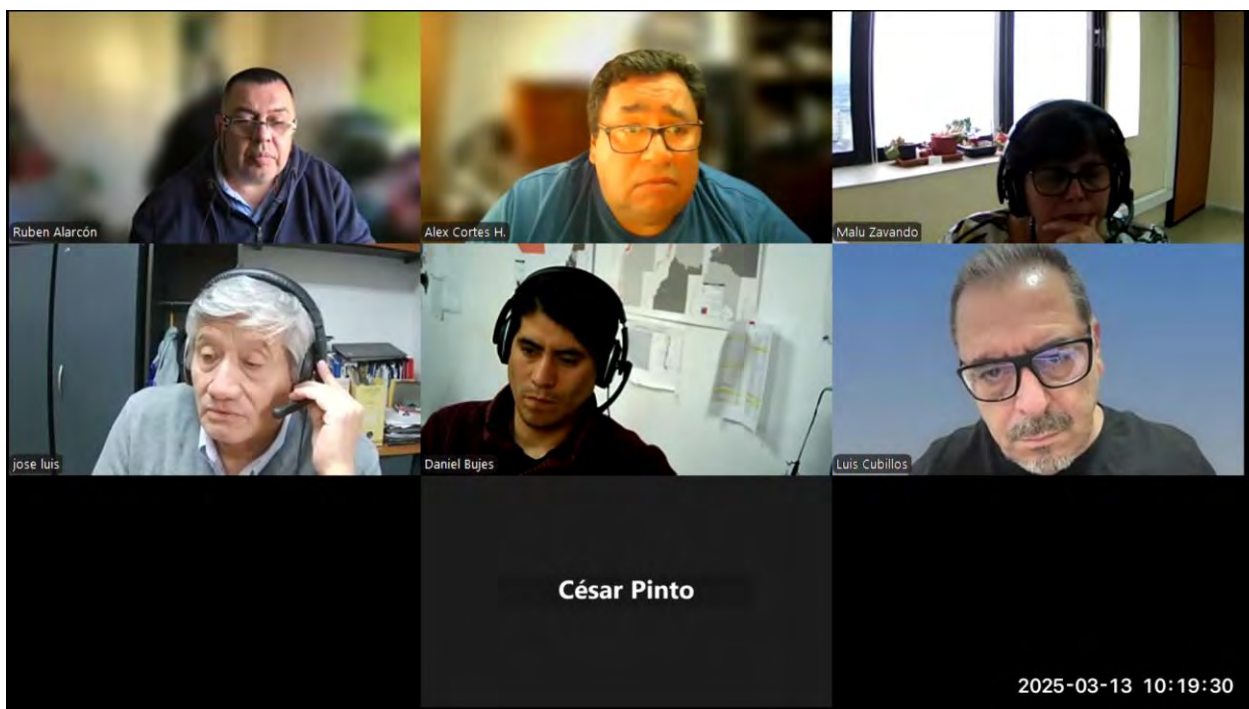 Ruben Alarcón
Alex Cortes H.
Malu Zavando
jose luis
Daniel Bujes
Luis Cubillos
César Pinto
2025-03-13 10:19:30